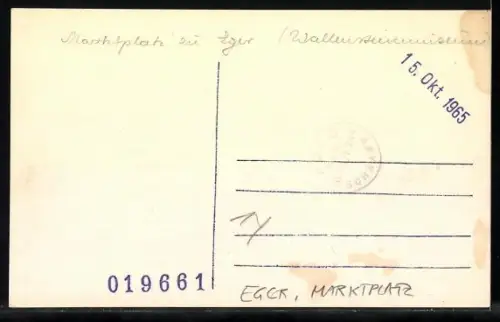 Marktplatz zu Eger (Wallensteinmuseum
15. Okt. 1965
019661
EGER, MARKTPLATZ